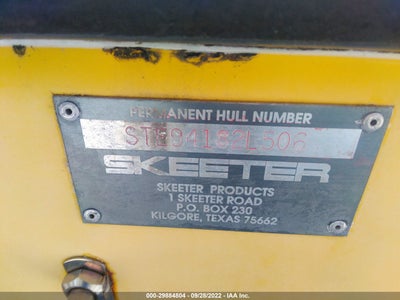 PERMANENT HULL NUMBER
SKEETER
SKEETER PRODUCTS
1 SKEETER ROAD
P.O. BOX 230
KILGORE, TEXAS 75662
000-29884604 | 09/28/2022 | IAA Inc.